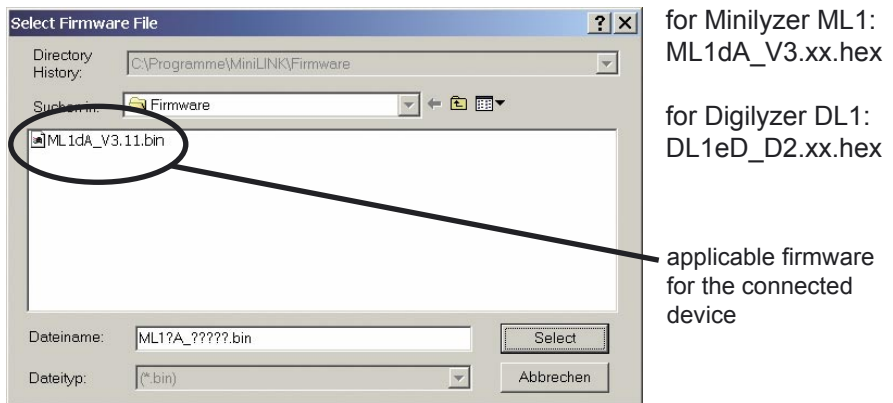 Select Firmware File
Directory
History:
C:\Programme\MiniLINK\Firmware
Suchen in:
Firmware
ML1dA_V3.11.bin
Dateiname:
ML1?A_?????.bin
Select
Dateityp:
(*.bin)
Abbrechen
for Minilyzer ML1:
ML1dA_V3.xx.hex
for Digilyzer DL1:
DL1eD_D2.xx.hex
applicable firmware
for the connected
device